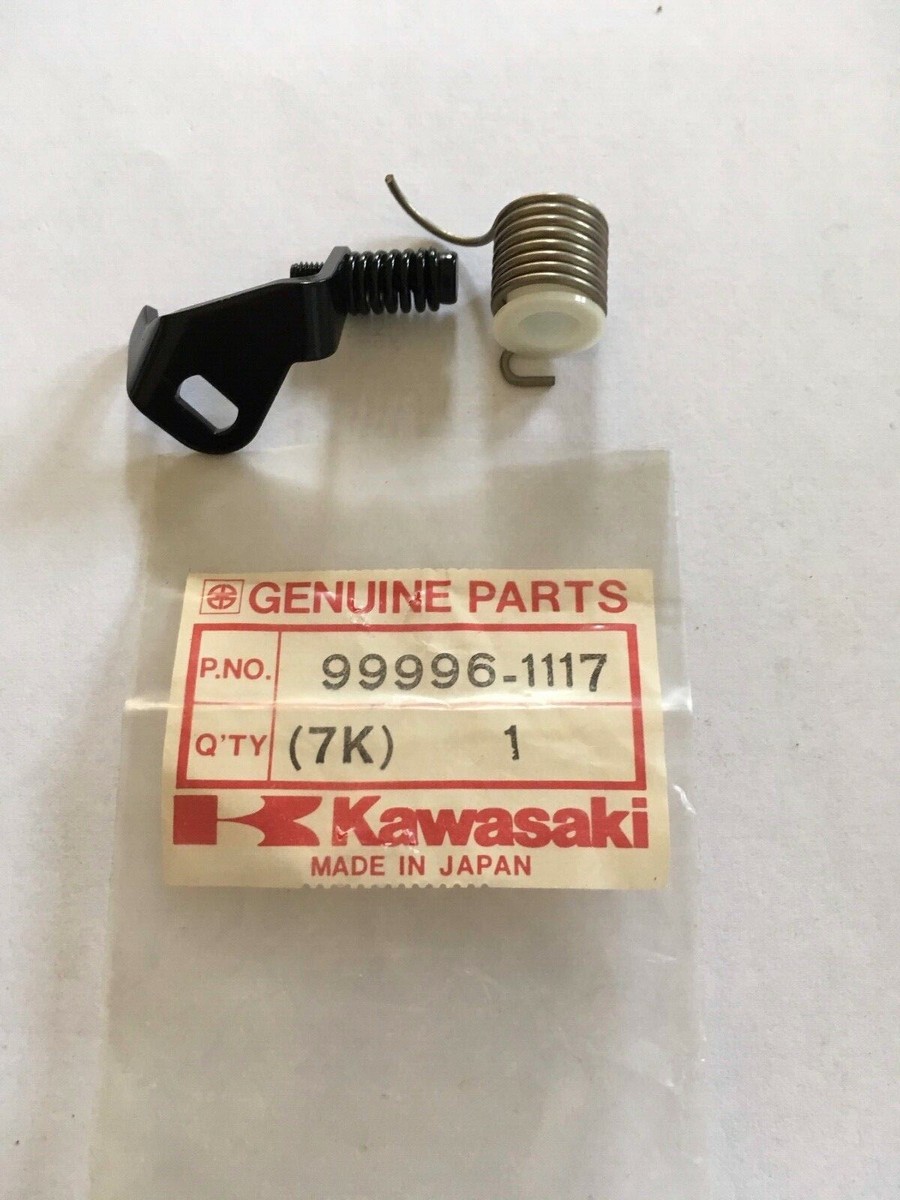 GENUINE PARTS
P.NO. 99996-1117
Q'TY (7K) 1
Kawasaki
MADE IN JAPAN